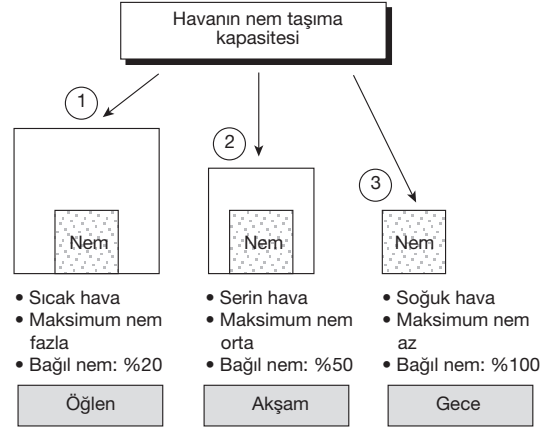 Havanın nem taşıma
kapasitesi
1
2
3
Nem
Nem
Nem
• Sıcak hava
• Maksimum nem
fazla
• Bağıl nem: %20
Öğlen
• Serin hava
• Maksimum nem
orta
• Bağıl nem: %50
Akşam
• Soğuk hava
• Maksimum nem
az
• Bağıl nem: %100
Gece